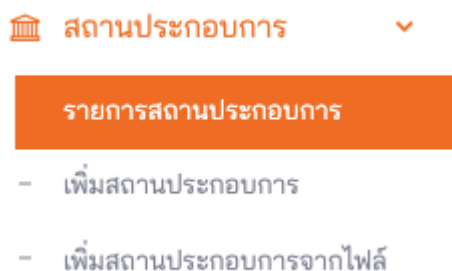 สถานประกอบการ
รายการสถานประกอบการ
- เพิ่มสถานประกอบการ
- เพิ่มสถานประกอบการจากไฟล์